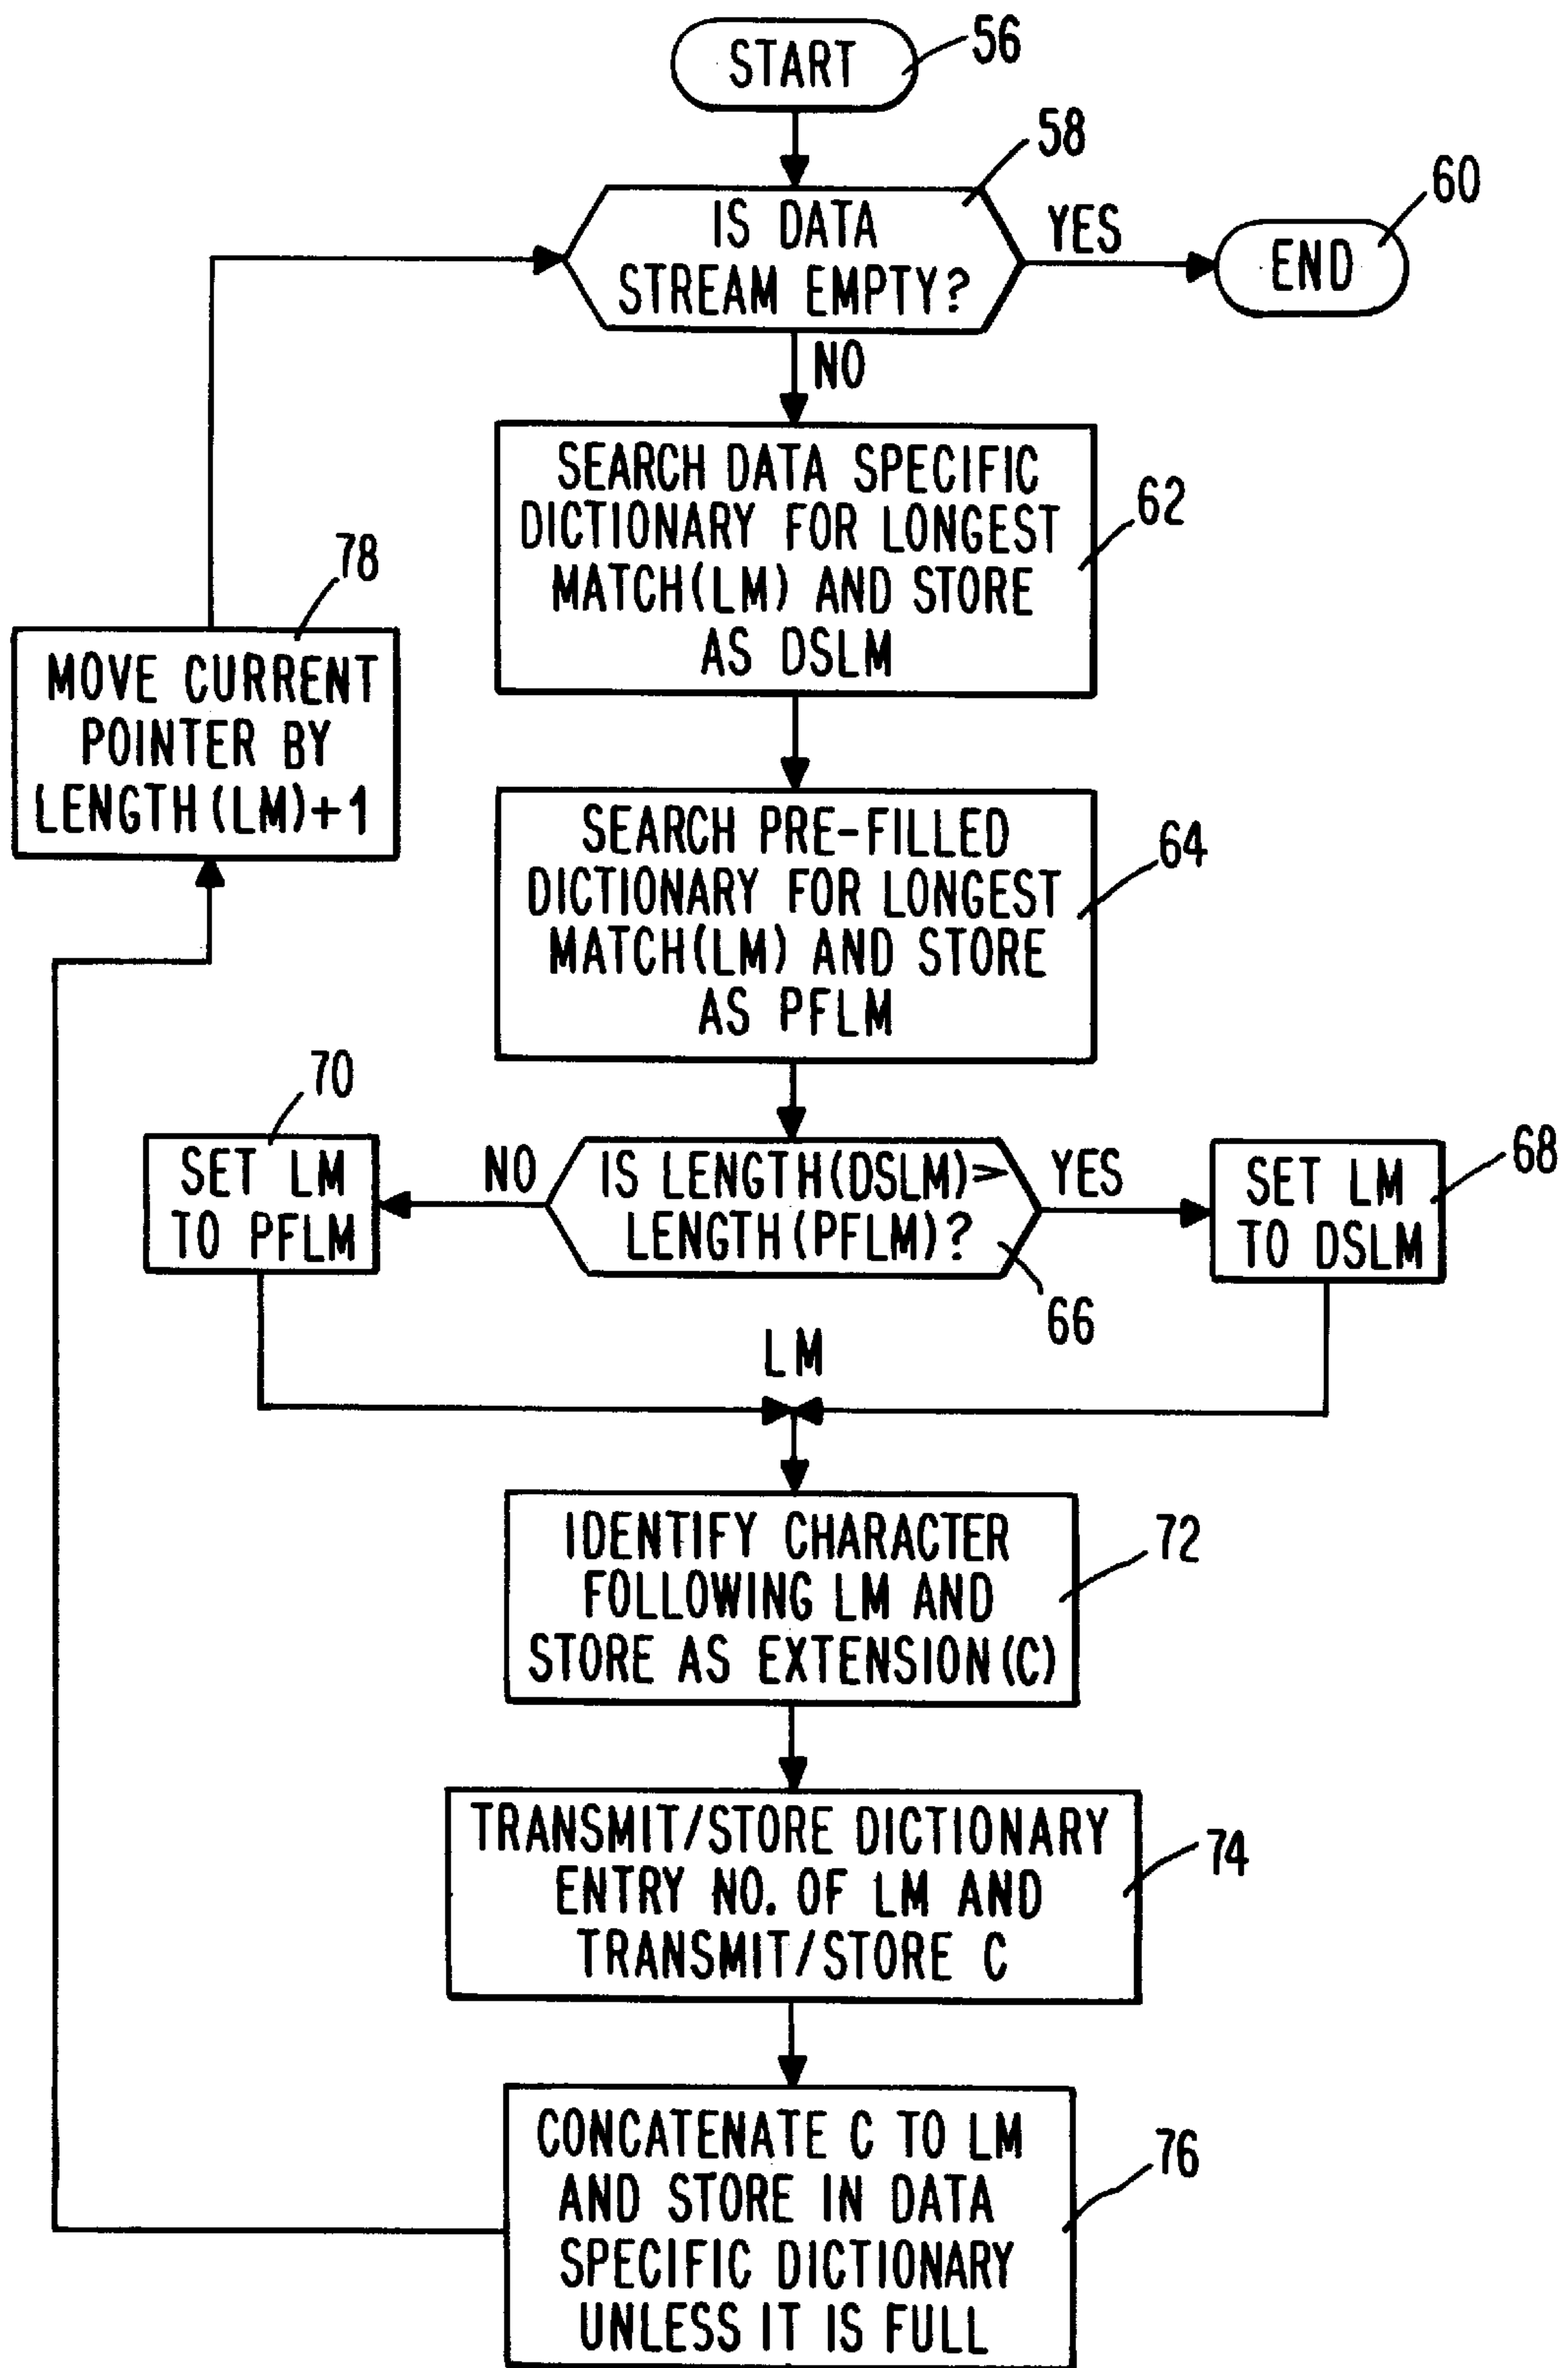 START
56
58
IS DATA
STREAM EMPTY?
YES
60
END
NO
SEARCH DATA SPECIFIC
DICTIONARY FOR LONGEST
MATCH(LM) AND STORE
AS DSLM
62
78
MOVE CURRENT
POINTER BY
LENGTH(LM)+1
SEARCH PRE-FILLED
DICTIONARY FOR LONGEST
MATCH(LM) AND STORE
AS PFLM
64
70
SET LM
TO PFLM
NO
IS LENGTH(DSLM)>
LENGTH(PFLM)?
66
YES
SET LM
TO DSLM
68
LM
IDENTIFY CHARACTER
FOLLOWING LM AND
STORE AS EXTENSION(C)
72
TRANSMIT/STORE DICTIONARY
ENTRY NO. OF LM AND
TRANSMIT/STORE C
74
CONCATENATE C TO LM
AND STORE IN DATA
SPECIFIC DICTIONARY
UNLESS IT IS FULL
76